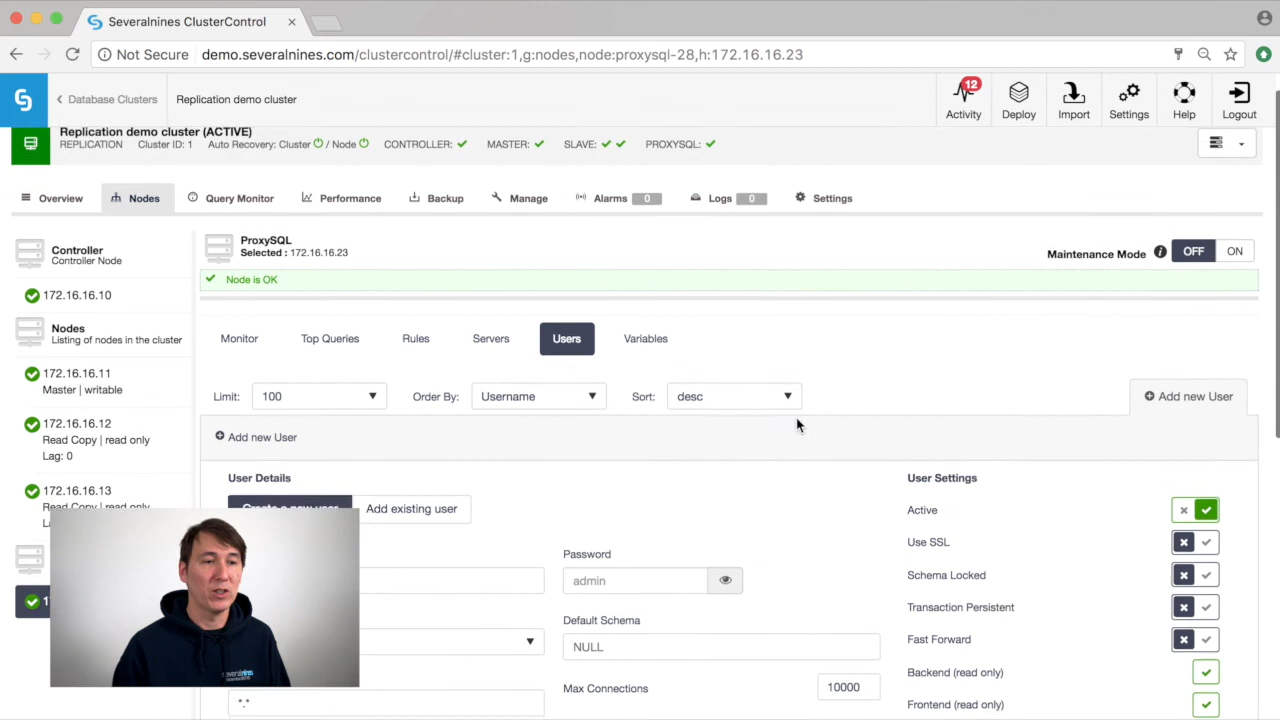 Severalnines ClusterControl
Not Secure demo.severalnines.com/clustercontrol/#cluster:1,g:nodes,node:proxysql-28,h:172.16.16.23
Database Clusters Replication demo cluster
12
Activity Deploy Import Settings Help Logout
Replication demo cluster (ACTIVE)
REPLICATION Cluster ID: 1 Auto Recovery: Cluster / Node CONTROLLER: MASTER: SLAVE: PROXYSQL:
Overview Nodes Query Monitor Performance Backup Manage Alarms 0 Logs 0 Settings
Controller
Controller Node
172.16.16.10
Nodes
Listing of nodes in the cluster
172.16.16.11
Master | writable
172.16.16.12
Read Copy | read only
Lag: 0
172.16.16.13
Read Copy | read only
ProxySQL
Selected : 172.16.16.23
Maintenance Mode OFF ON
Node is OK
Monitor Top Queries Rules Servers Users Variables
Limit: 100 Order By: Username Sort: desc Add new User
Add new User
User Details
Create a new user Add existing user
Password
admin
Default Schema
NULL
Max Connections 10000
*.*
User Settings
Active
Use SSL
Schema Locked
Transaction Persistent
Fast Forward
Backend (read only)
Frontend (read only)
severalnines